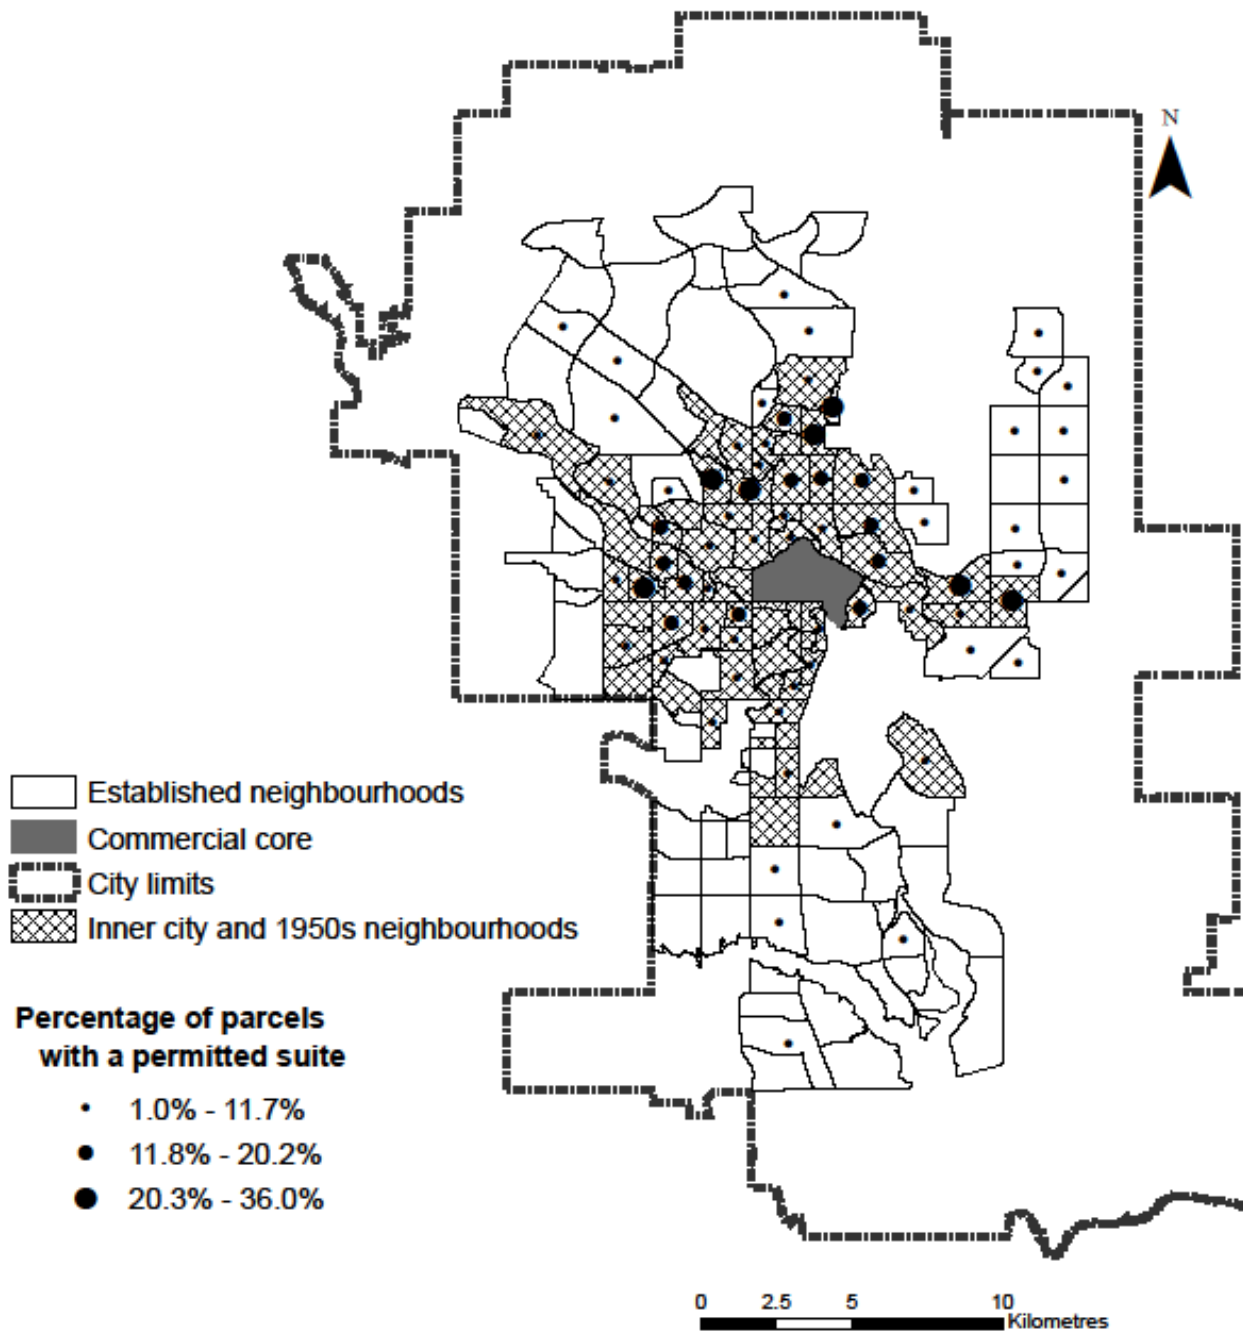 N
Established neighbourhoods
Commercial core
City limits
Inner city and 1950s neighbourhoods
Percentage of parcels
with a permitted suite
1.0% - 11.7%
11.8% - 20.2%
20.3% - 36.0%
0 2.5 5 10
Kilometres